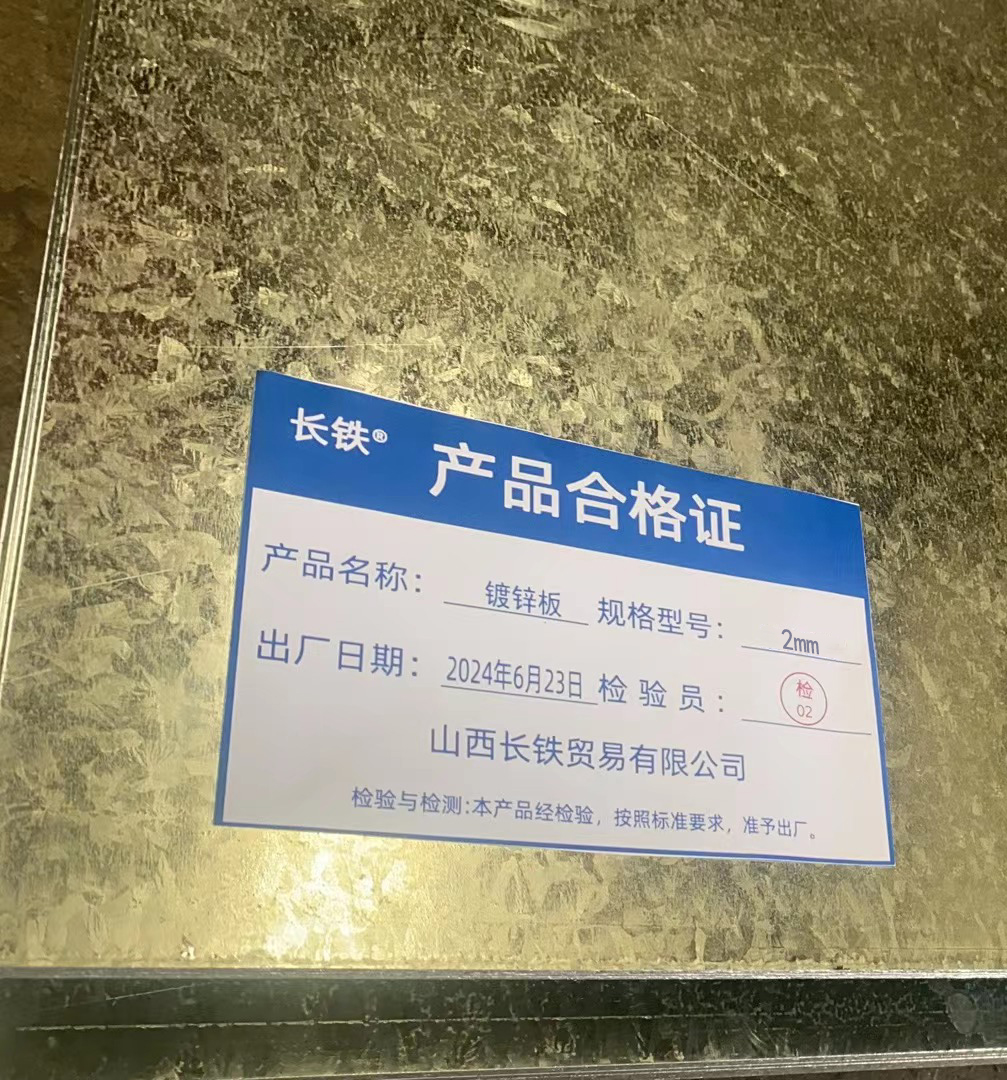 长铁®
产品合格证
产品名称： 镀锌板 规格型号： 2mm
出厂日期： 2024年6月23日 检验员： 检02
山西长铁贸易有限公司
检验与检测:本产品经检验，按照标准要求，准予出厂。